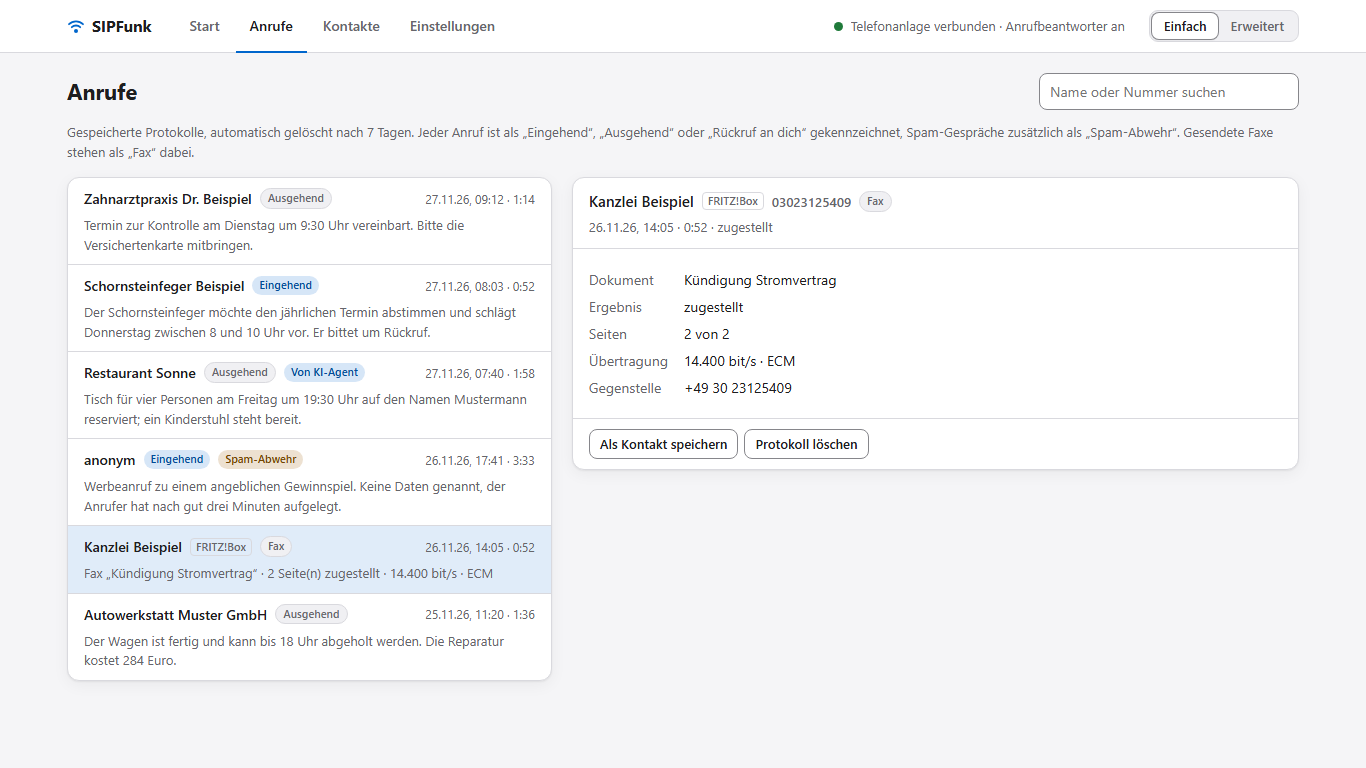 SIPFunk Start Anrufe Kontakte Einstellungen Telefonanlage verbunden · Anrufbeantworter an Einfach Erweitert
Anrufe
Name oder Nummer suchen
Gespeicherte Protokolle, automatisch gelöscht nach 7 Tagen. Jeder Anruf ist als „Eingehend“, „Ausgehend“ oder „Rückruf an dich“ gekennzeichnet, Spam-Gespräche zusätzlich als „Spam-Abwehr“. Gesendete Faxe
stehen als „Fax“ dabei.
Zahnarztpraxis Dr. Beispiel Ausgehend 27.11.26, 09:12 · 1:14
Termin zur Kontrolle am Dienstag um 9:30 Uhr vereinbart. Bitte die
Versichertenkarte mitbringen.
Schornsteinfeger Beispiel Eingehend 27.11.26, 08:03 · 0:52
Der Schornsteinfeger möchte den jährlichen Termin abstimmen und schlägt
Donnerstag zwischen 8 und 10 Uhr vor. Er bittet um Rückruf.
Restaurant Sonne Ausgehend Von KI-Agent 27.11.26, 07:40 · 1:58
Tisch für vier Personen am Freitag um 19:30 Uhr auf den Namen Mustermann
reserviert; ein Kinderstuhl steht bereit.
anonym Eingehend Spam-Abwehr 26.11.26, 17:41 · 3:33
Werbeanruf zu einem angeblichen Gewinnspiel. Keine Daten genannt, der
Anrufer hat nach gut drei Minuten aufgelegt.
Kanzlei Beispiel FRITZ!Box Fax 26.11.26, 14:05 · 0:52
Fax „Kündigung Stromvertrag“ · 2 Seite(n) zugestellt · 14.400 bit/s · ECM
Autowerkstatt Muster GmbH Ausgehend 25.11.26, 11:20 · 1:36
Der Wagen ist fertig und kann bis 18 Uhr abgeholt werden. Die Reparatur
kostet 284 Euro.
Kanzlei Beispiel FRITZ!Box 03023125409 Fax
26.11.26, 14:05 · 0:52 · zugestellt
Dokument Kündigung Stromvertrag
Ergebnis zugestellt
Seiten 2 von 2
Übertragung 14.400 bit/s · ECM
Gegenstelle +49 30 23125409
Als Kontakt speichern Protokoll löschen